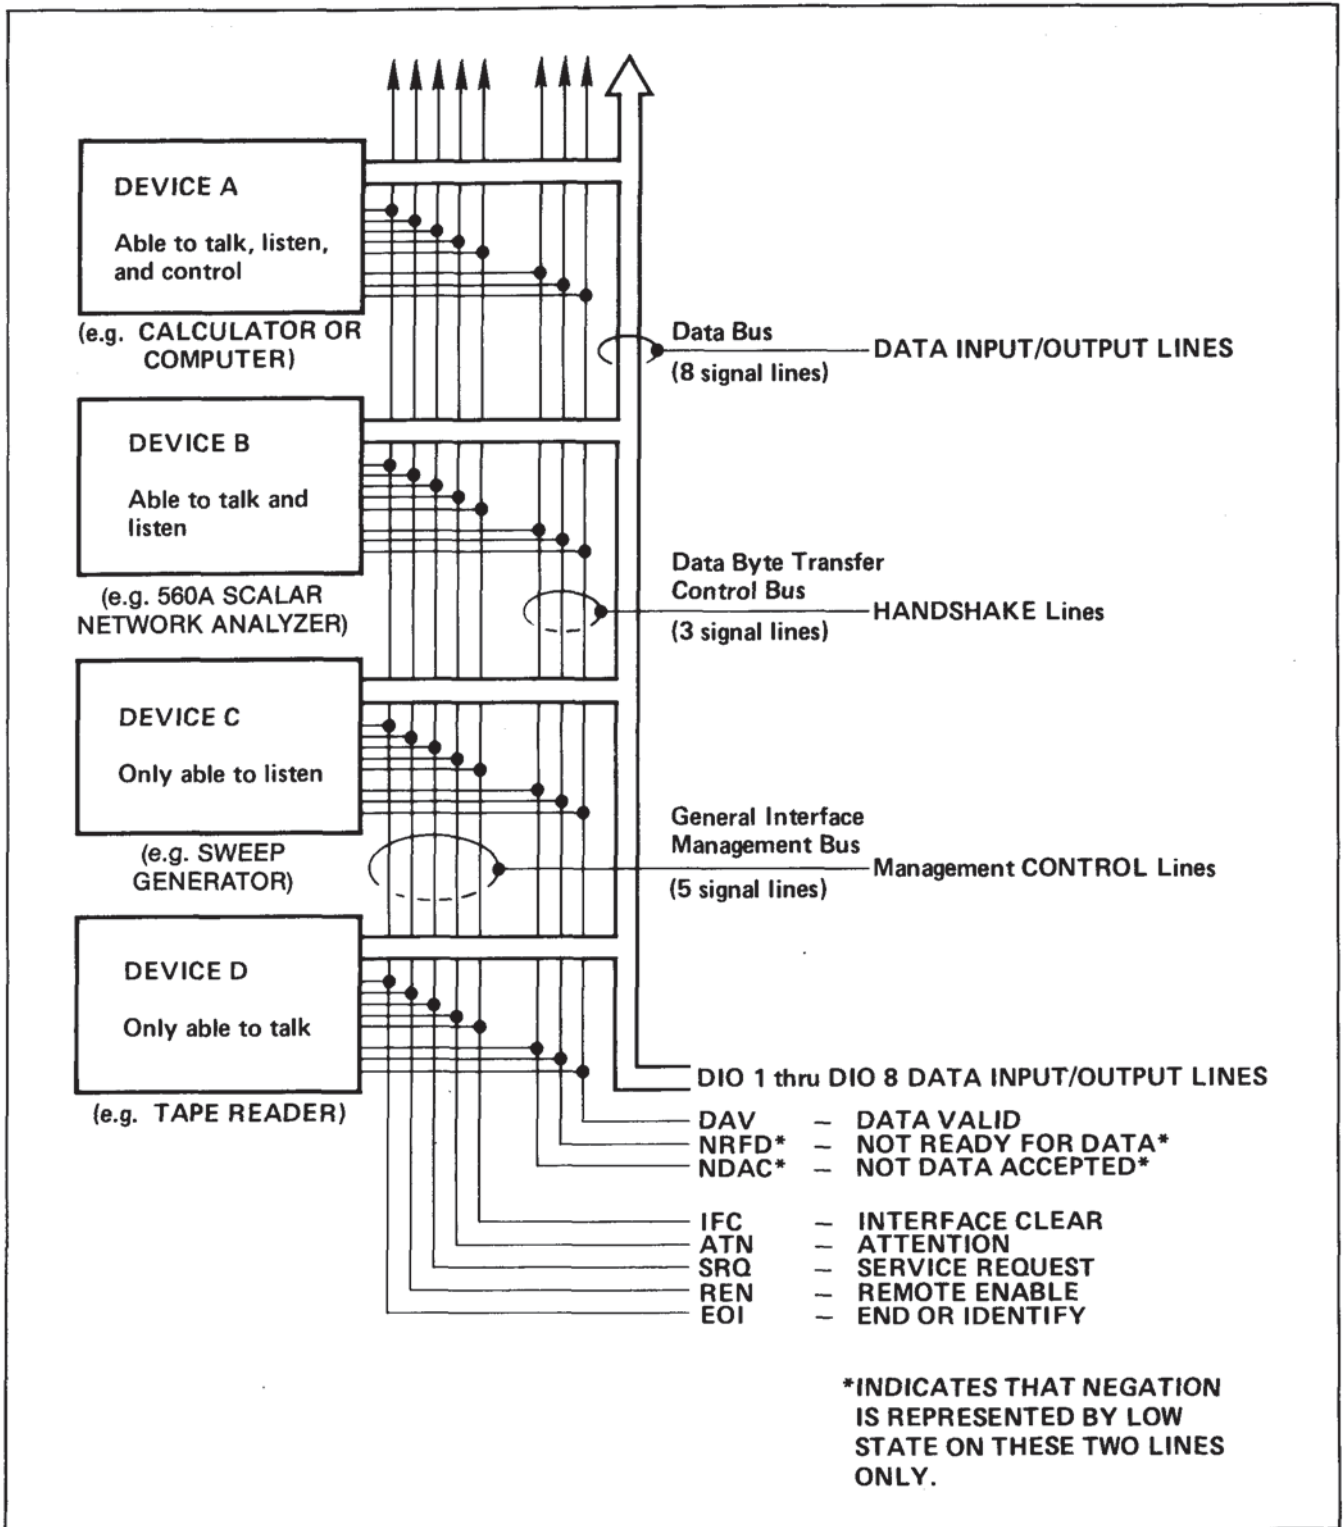 DEVICE A
Able to talk, listen,
and control
(e.g. CALCULATOR OR
COMPUTER)
Data Bus
(8 signal lines)
DATA INPUT/OUTPUT LINES
DEVICE B
Able to talk and
listen
(e.g. 560A SCALAR
NETWORK ANALYZER)
Data Byte Transfer
Control Bus
(3 signal lines)
HANDSHAKE Lines
DEVICE C
Only able to listen
(e.g. SWEEP
GENERATOR)
General Interface
Management Bus
(5 signal lines)
Management CONTROL Lines
DEVICE D
Only able to talk
(e.g. TAPE READER)
DIO 1 thru DIO 8 DATA INPUT/OUTPUT LINES
DAV – DATA VALID
NRFD* – NOT READY FOR DATA*
NDAC* – NOT DATA ACCEPTED*
IFC – INTERFACE CLEAR
ATN – ATTENTION
SRQ – SERVICE REQUEST
REN – REMOTE ENABLE
EOI – END OR IDENTIFY
*INDICATES THAT NEGATION
IS REPRESENTED BY LOW
STATE ON THESE TWO LINES
ONLY.